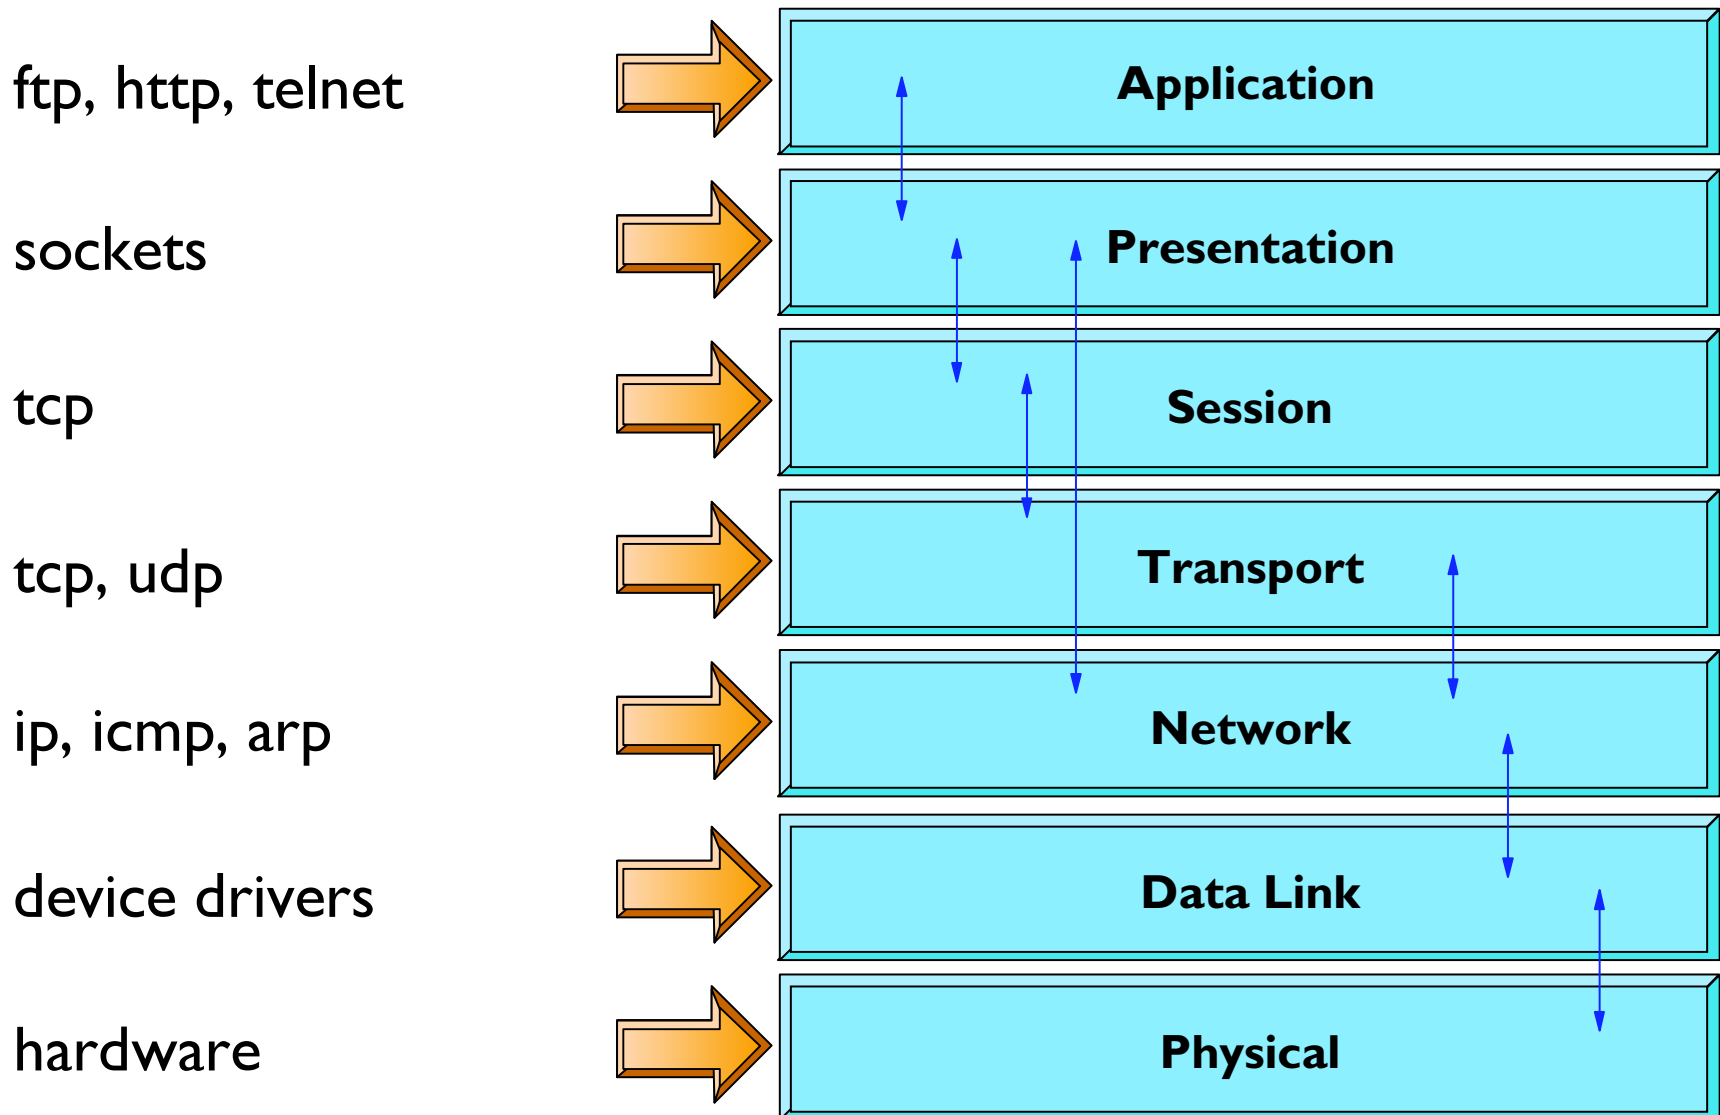 ftp, http, telnet
Application
sockets
Presentation
tcp
Session
tcp, udp
Transport
ip, icmp, arp
Network
device drivers
Data Link
hardware
Physical